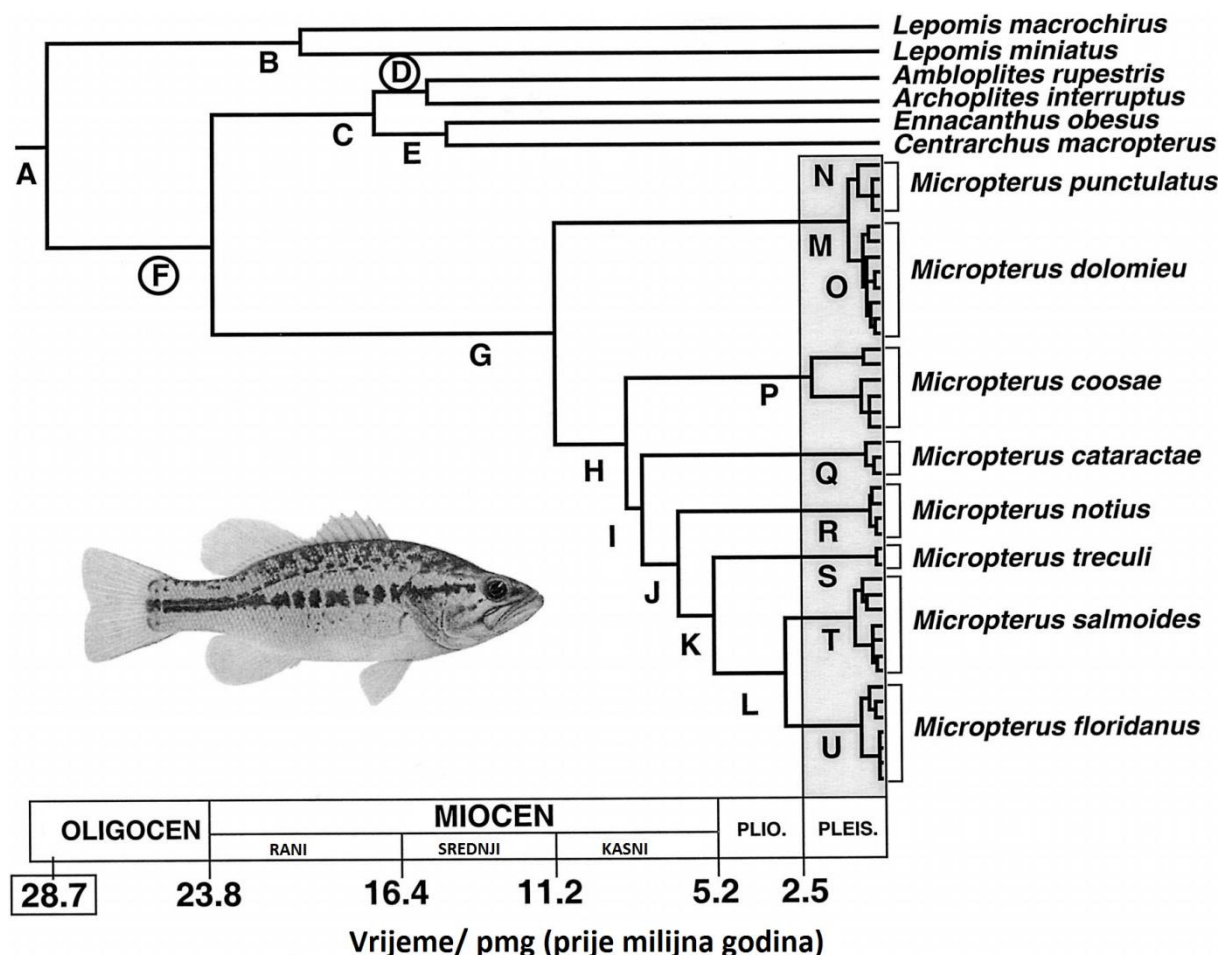 Lepomis macrochirus
B
Lepomis miniatus
D
Ambloplites rupestris
Archoplites interruptus
C
Ennacanthus obesus
E
Centrarchus macropterus
A
N
Micropterus punctulatus
M
F
O
Micropterus dolomieu
G
P
Micropterus coosae
H
Q
Micropterus cataractae
I
R
Micropterus notius
J
S
Micropterus treculi
K
T
Micropterus salmoides
L
U
Micropterus floridanus
OLIGOCEN
MIOCEN
PLIO.
PLEIS.
RANI
SREDNJI
KASNI
28.7
23.8
16.4
11.2
5.2
2.5
Vrijeme/ pmg (prije milijna godina)